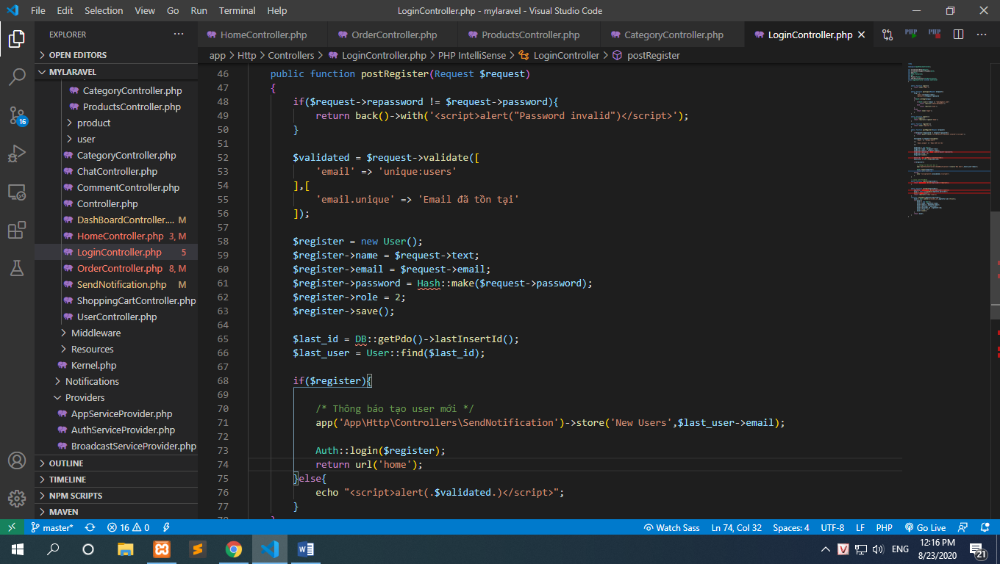 File Edit Selection View Go Run Terminal Help LoginController.php - mylaravel - Visual Studio Code
EXPLORER
HomeController.php OrderController.php ProductsController.php CategoryController.php LoginController.php
OPEN EDITORS
app > Http > Controllers > LoginController.php > PHP IntelliSense > LoginController > postRegister
MYLARAVEL
CategoryController.php
ProductsController.php
product
user
CategoryController.php
ChatController.php
CommentController.php
Controller.php
DashBoardController.... M
HomeController.php 3, M
LoginController.php 5
OrderController.php 8, M
SendNotification.php M
ShoppingCartController.php
UserController.php
Middleware
Resources
Kernel.php
Notifications
Providers
AppServiceProvider.php
AuthServiceProvider.php
BroadcastServiceProvider.php
OUTLINE
TIMELINE
NPM SCRIPTS
MAVEN
16
46 public function postRegister(Request $request)
47 {
48 if($request->repassword != $request->password){
49 return back()->with('<script>alert("Password invalid")</script>');
50 }
51
52 $validated = $request->validate([
53 'email' => 'unique:users'
54 ],[
55 'email.unique' => 'Email đã tồn tại'
56 ]);
57
58 $register = new User();
59 $register->name = $request->text;
60 $register->email = $request->email;
61 $register->password = Hash::make($request->password);
62 $register->role = 2;
63 $register->save();
64
65 $last_id = DB::getPdo()->lastInsertId();
66 $last_user = User::find($last_id);
67
68 if($register){
69
70 /* Thông báo tạo user mới */
71 app('App\Http\Controllers\SendNotification')->store('New Users',$last_user->email);
72
73 Auth::login($register);
74 return url('home');
75 }else{
76 echo "<script>alert(.$validated.)</script>";
77 }
master* 16 0 Watch Sass Ln 74, Col 32 Spaces: 4 UTF-8 LF PHP Go Live
ENG 12:16 PM
8/23/2020 21